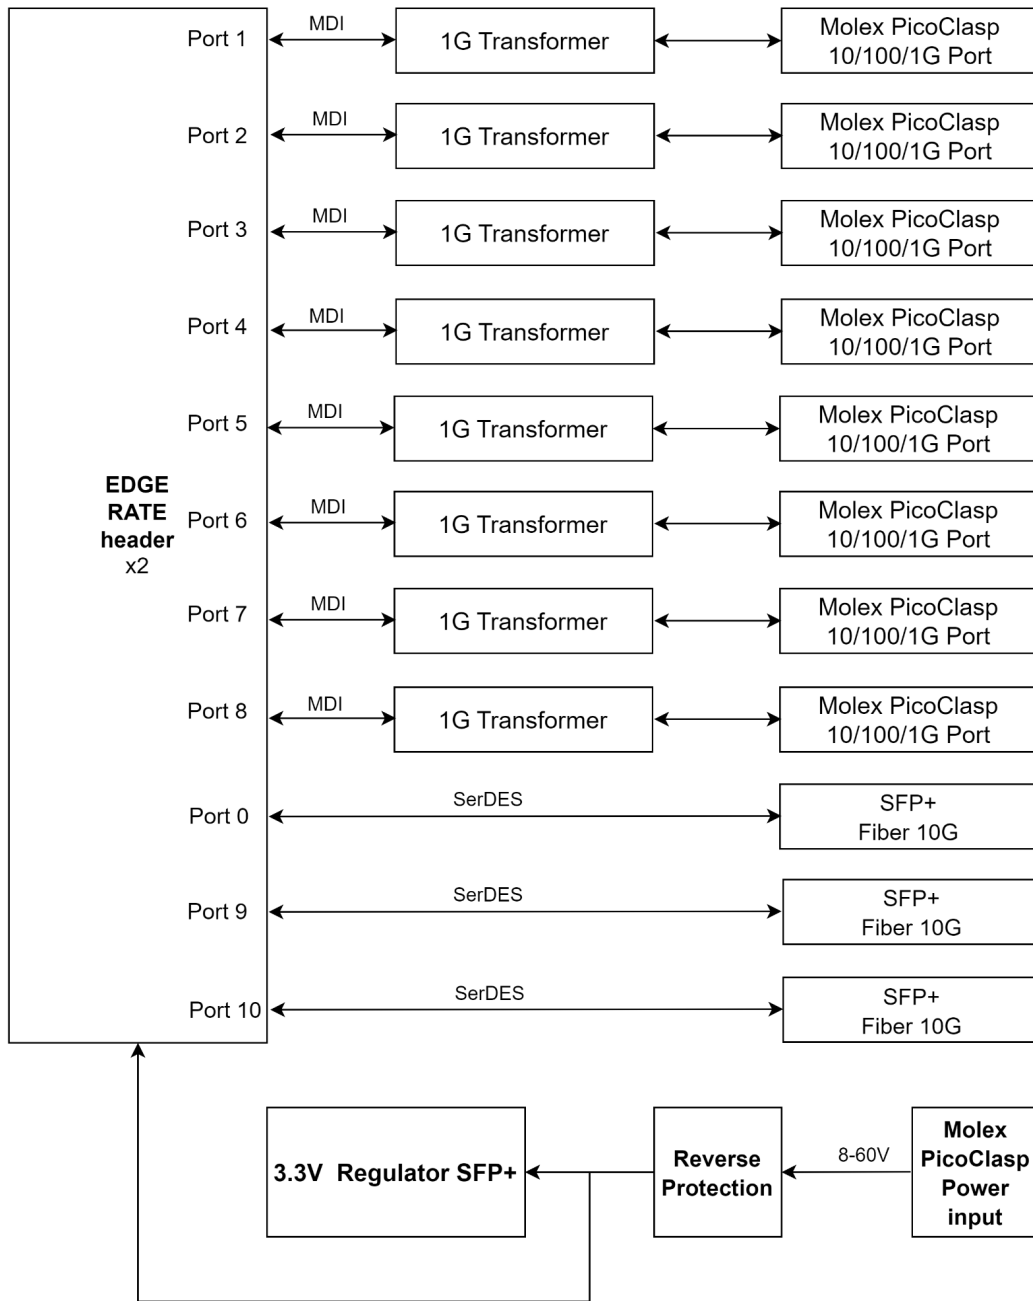 Port 1
MDI
1G Transformer
Molex PicoClasp
10/100/1G Port
Port 2
MDI
1G Transformer
Molex PicoClasp
10/100/1G Port
Port 3
MDI
1G Transformer
Molex PicoClasp
10/100/1G Port
Port 4
MDI
1G Transformer
Molex PicoClasp
10/100/1G Port
Port 5
MDI
1G Transformer
Molex PicoClasp
10/100/1G Port
EDGE
RATE
header
x2
Port 6
MDI
1G Transformer
Molex PicoClasp
10/100/1G Port
Port 7
MDI
1G Transformer
Molex PicoClasp
10/100/1G Port
Port 8
MDI
1G Transformer
Molex PicoClasp
10/100/1G Port
Port 0
SerDES
SFP+
Fiber 10G
Port 9
SerDES
SFP+
Fiber 10G
Port 10
SerDES
SFP+
Fiber 10G
3.3V Regulator SFP+
Reverse
Protection
8-60V
Molex
PicoClasp
Power
input